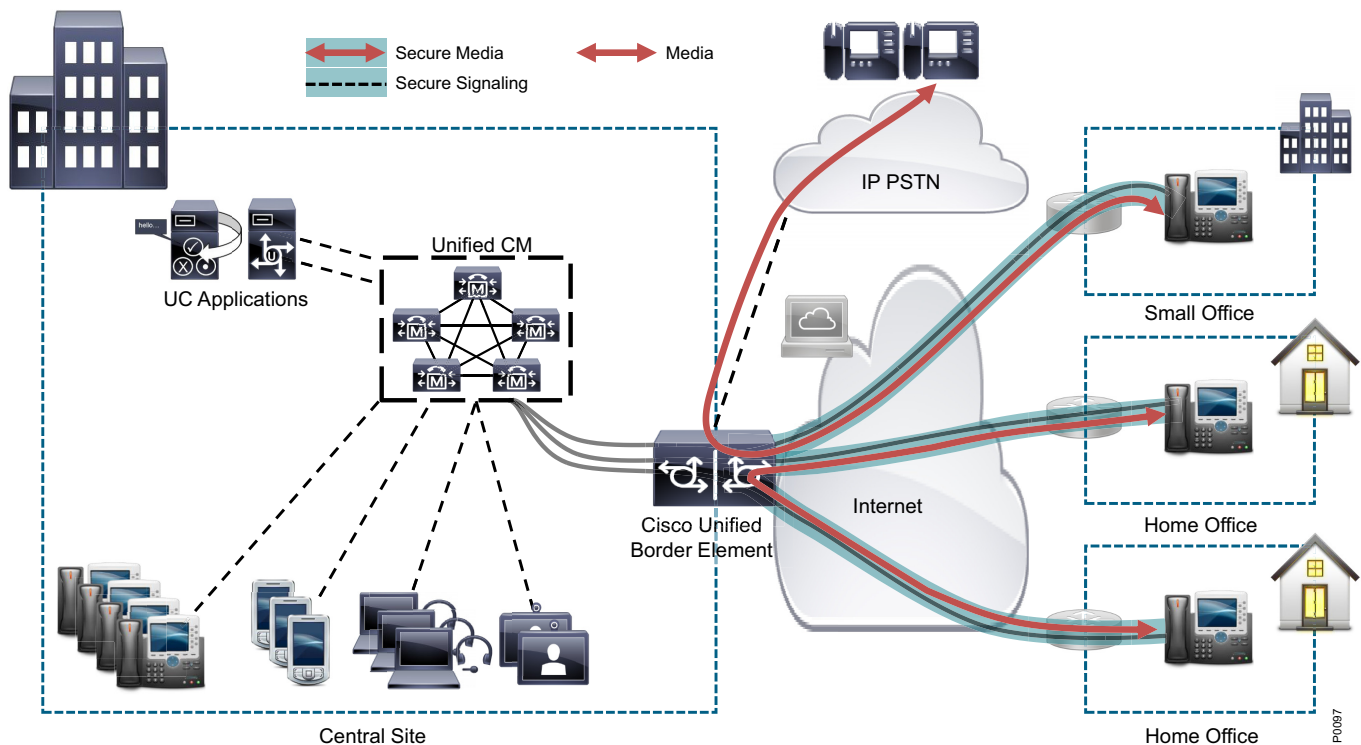 Secure Media
Media
Secure Signaling
IP PSTN
hello...
UC Applications
Unified CM
M
M
M
M
M
U
Small Office
Home Office
Internet
Cisco Unified
Border Element
Central Site
Home Office
P0097